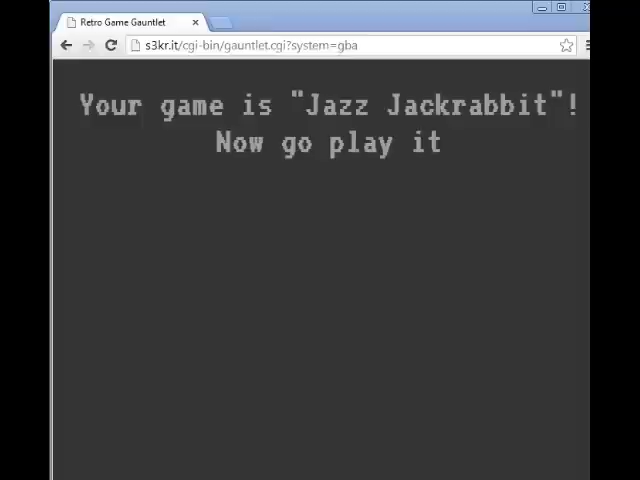 Retro Game Gauntlet
s3kr.it/cgi-bin/gauntlet.cgi?system=gba
Your game is "Jazz Jackrabbit"!
Now go play it